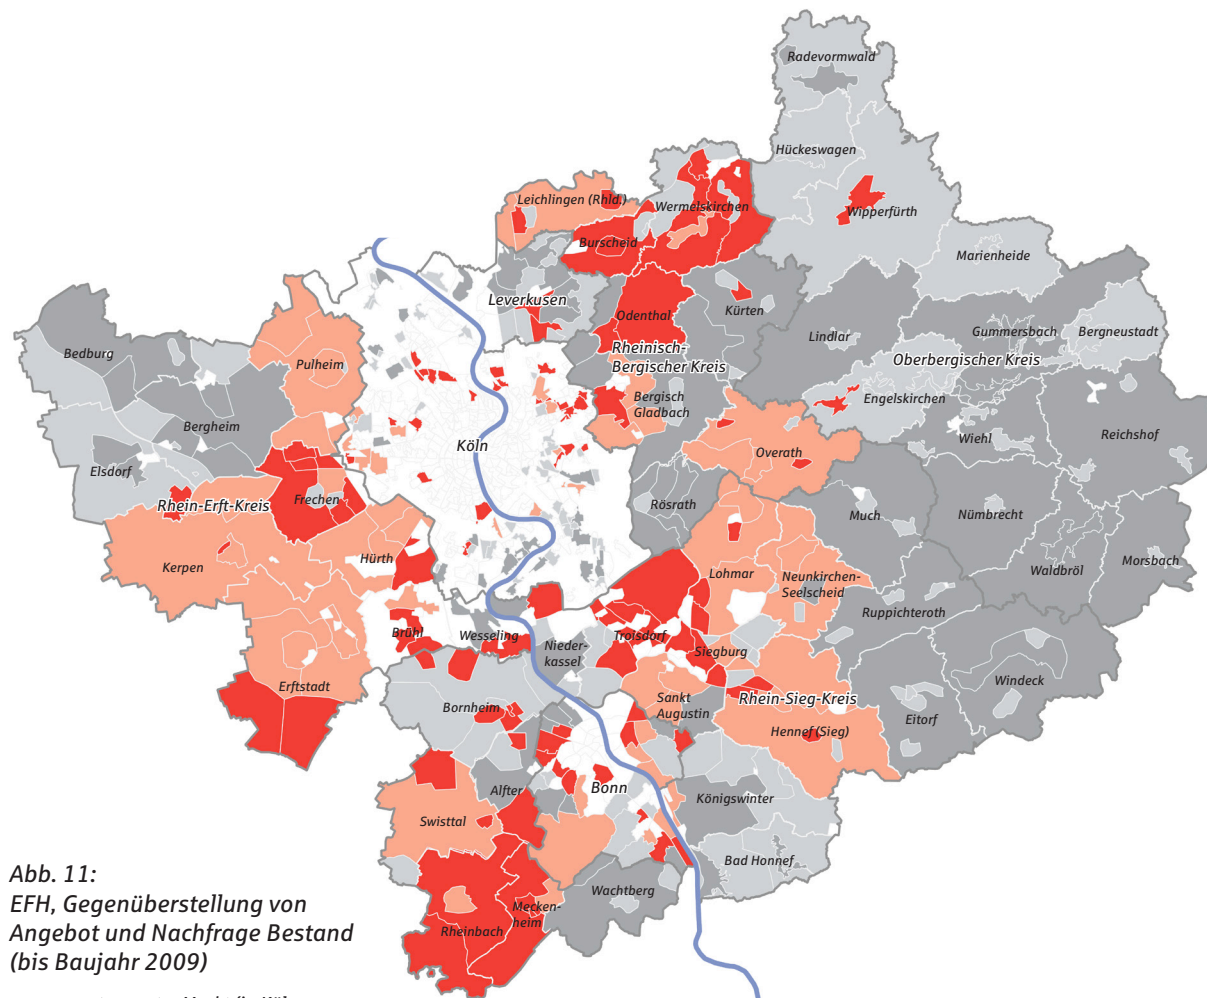 Radevormwald
Hückeswagen
Leichlingen (Rhld.)
Wermelskirchen
Wipperfürth
Burscheid
Marienheide
Leverkusen
Odenthal
Kürten
Lindlar
Gummersbach
Bergneustadt
Bedburg
Pulheim
Rheinisch-
Bergischer Kreis
Oberbergischer Kreis
Bergisch
Gladbach
Engelskirchen
Bergheim
Köln
Wiehl
Reichshof
Elsdorf
Overath
Rhein-Erft-Kreis
Frechen
Rösrath
Much
Nümbrecht
Kerpen
Hürth
Lohmar
Neunkirchen-
Seelscheid
Waldbröl
Morsbach
Ruppichteroth
Brühl
Wesseling
Nieder-
kassel
Troisdorf
Siegburg
Erftstadt
Bornheim
Sankt
Augustin
Rhein-Sieg-Kreis
Windeck
Eitorf
Hennef (Sieg)
Alfter
Bonn
Königswinter
Swisttal
Bad Honnef
Wachtberg
Mecken-
heim
Rheinbach
Abb. 11:
EFH, Gegenüberstellung von
Angebot und Nachfrage Bestand
(bis Baujahr 2009)